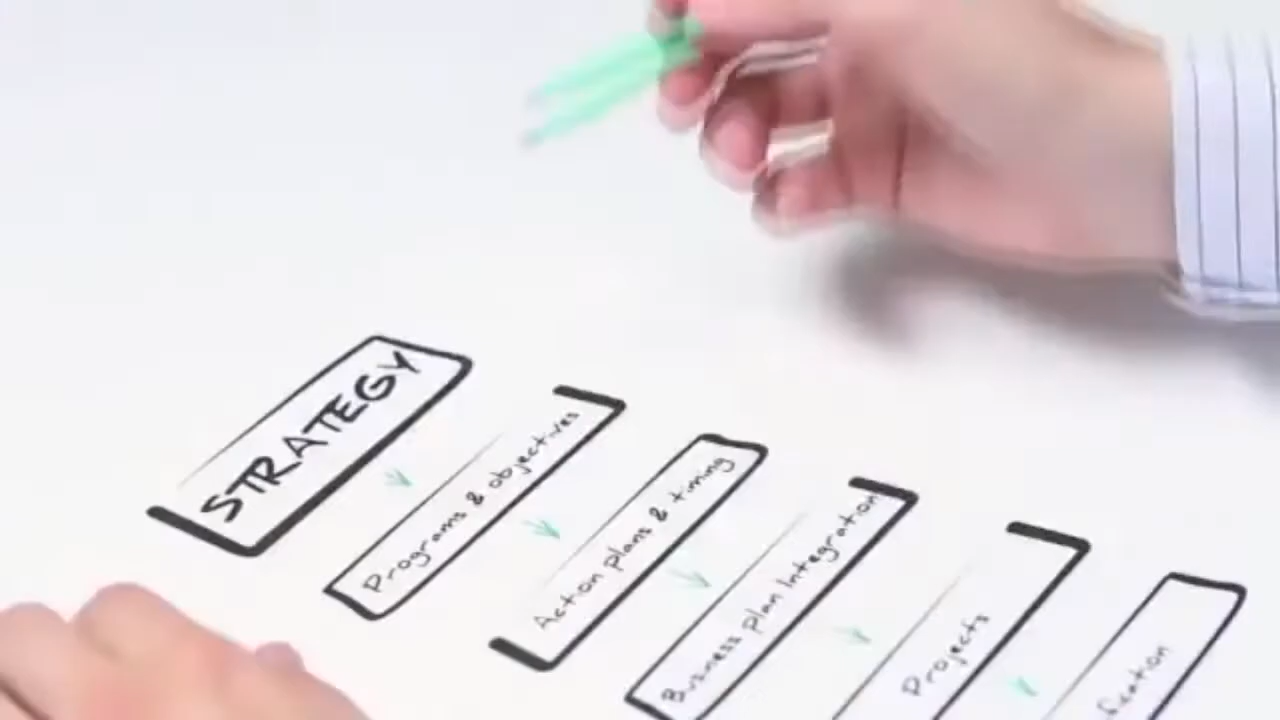 STRATEGY
Programs & objectives
Action plans & timing
Business plan Integration
Projects